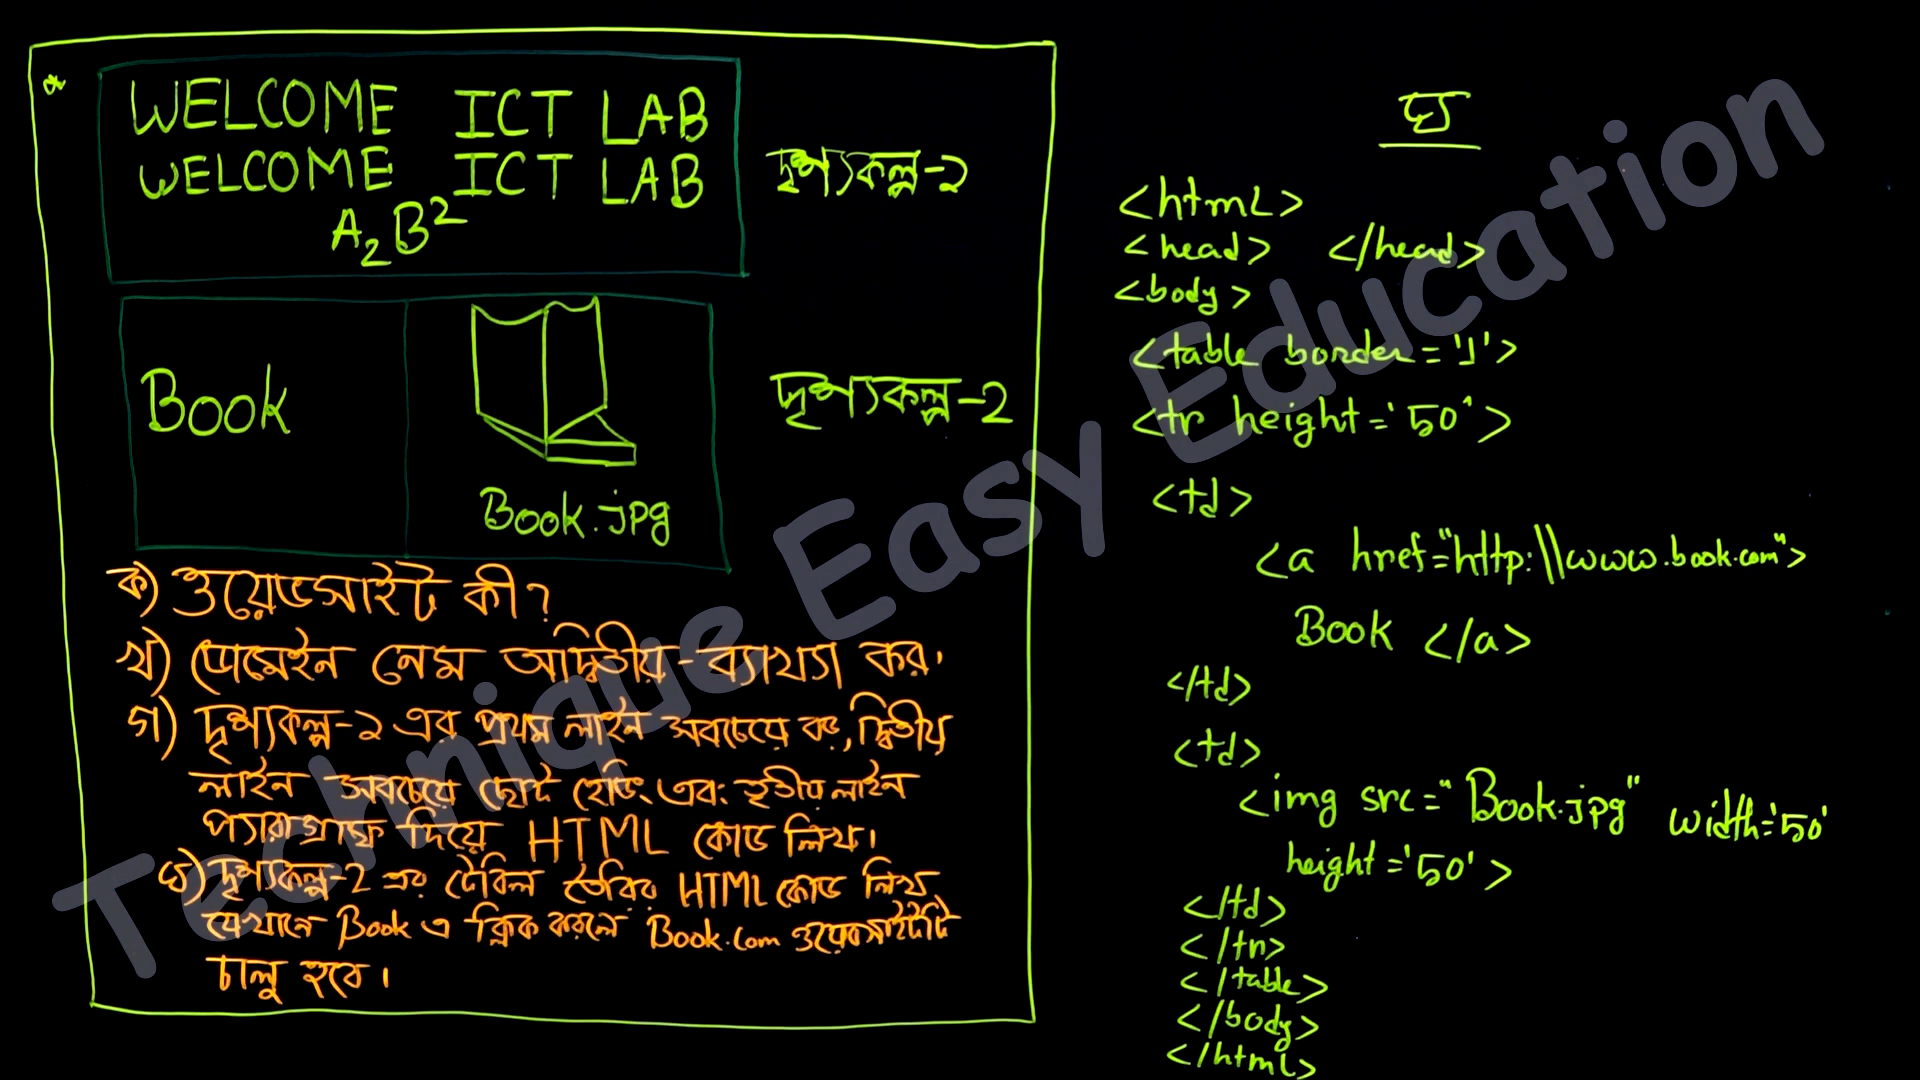 WELCOME ICT LAB
WELCOME ICT LAB
A₂B²
দৃশ্যকল্প-১
Book
Book.jpg
দৃশ্যকল্প-2
ক) ওয়েবসাইট কী?
খ) ডোমেইন নেম অদ্বিতীয়-ব্যাখ্যা কর।
গ) দৃশ্যকল্প-১ এর প্রথম লাইন সবচেয়ে বড়, দ্বিতীয়
লাইন সবচেয়ে ছোট হেডিং এবং তৃতীয় লাইন
প্যারাগ্রাফ দিয়ে HTML কোড লিখ।
ঘ) দৃশ্যকল্প-2 এর টেবিল তৈরির HTML কোড লিখ
যেখানে Book এ ক্লিক করলে Book.com ওয়েবসাইটটি
চালু হবে।
ঘ
<html>
<head> </head>
<body>
<table border='1'>
<tr height='50'>
<td>
<a href="http:\\www.book.com">
Book </a>
</td>
<td>
<img src="Book.jpg" width='50'
height='50'>
</td>
</tr>
</table>
</body>
</html>
Technique Easy Education